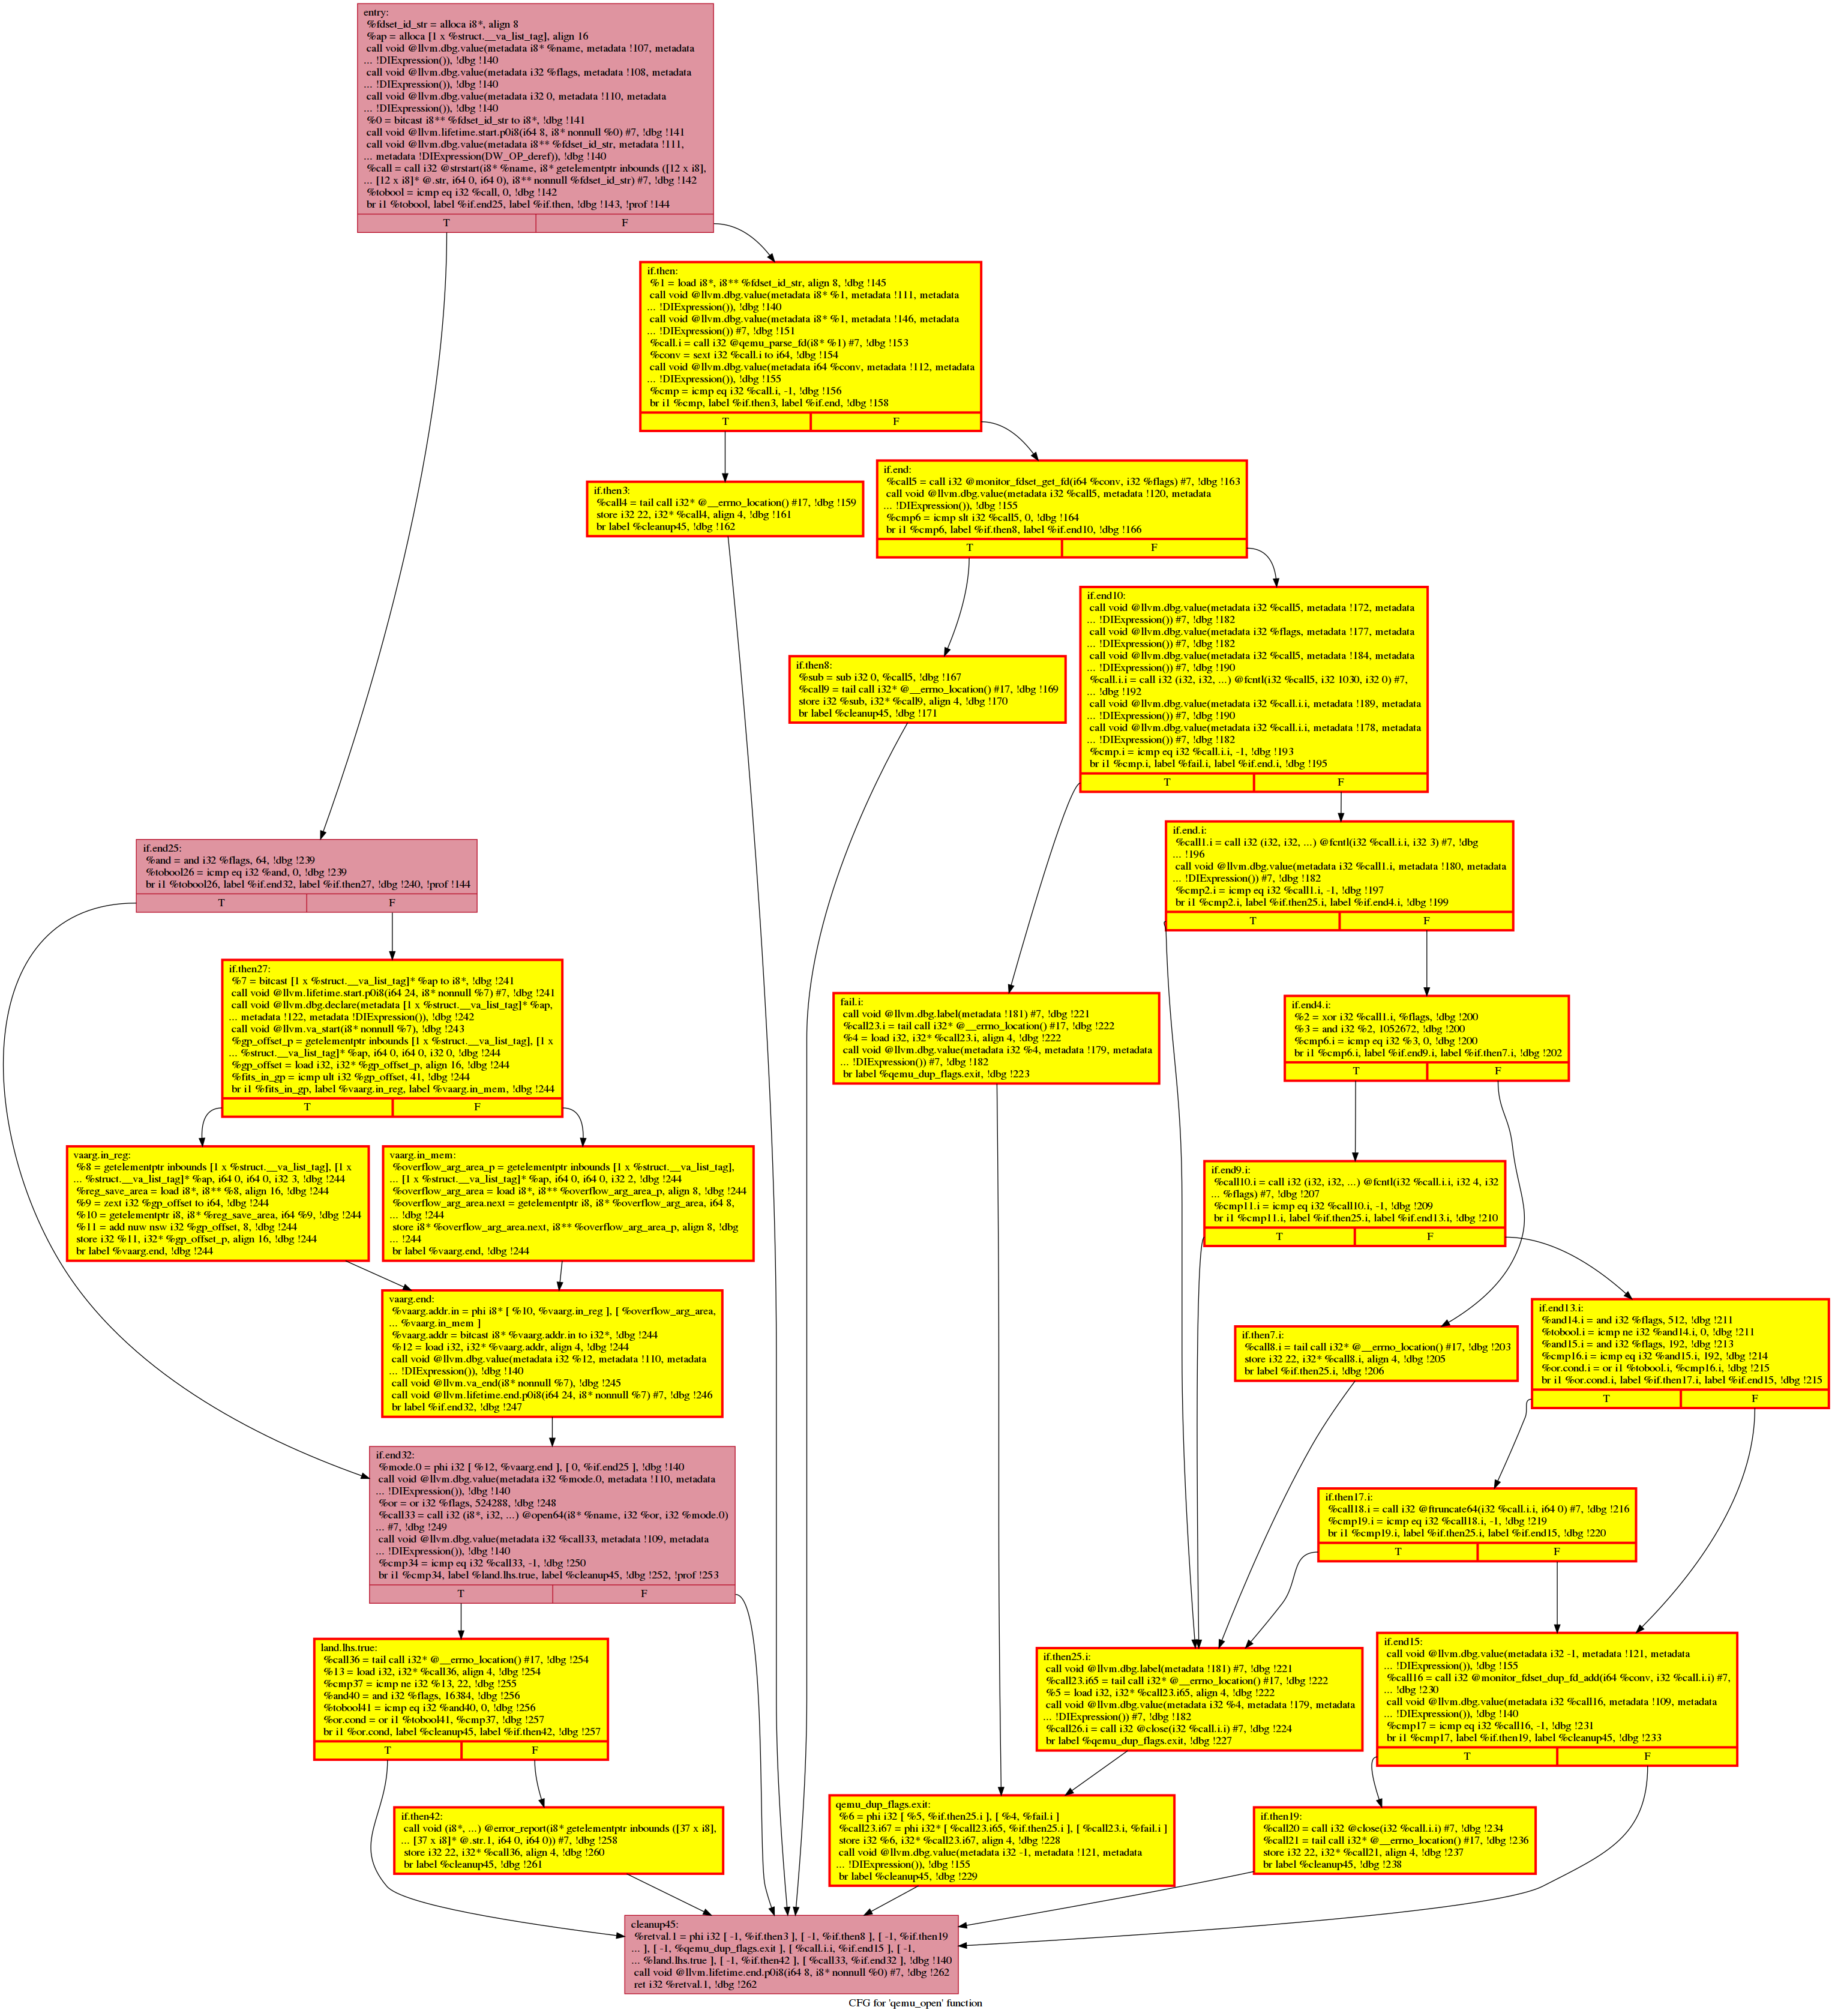 entry:
%fdset_id_str = alloca i8*, align 8
%ap = alloca [1 x %struct.__va_list_tag], align 16
call void @llvm.dbg.value(metadata i8* %name, metadata !107, metadata
... !DIExpression()), !dbg !140
call void @llvm.dbg.value(metadata i32 %flags, metadata !108, metadata
... !DIExpression()), !dbg !140
call void @llvm.dbg.value(metadata i32 0, metadata !110, metadata
... !DIExpression()), !dbg !140
%0 = bitcast i8** %fdset_id_str to i8*, !dbg !141
call void @llvm.lifetime.start.p0i8(i64 8, i8* nonnull %0) #7, !dbg !141
call void @llvm.dbg.value(metadata i8** %fdset_id_str, metadata !111,
... metadata !DIExpression(DW_OP_deref)), !dbg !140
%call = call i32 @strstart(i8* %name, i8* getelementptr inbounds ([12 x i8],
... [12 x i8]* @.str, i64 0, i64 0), i8** nonnull %fdset_id_str) #7, !dbg !142
%tobool = icmp eq i32 %call, 0, !dbg !142
br i1 %tobool, label %if.end25, label %if.then, !dbg !143, !prof !144
T F
if.then:
%1 = load i8*, i8** %fdset_id_str, align 8, !dbg !145
call void @llvm.dbg.value(metadata i8* %1, metadata !111, metadata
... !DIExpression()), !dbg !140
call void @llvm.dbg.value(metadata i8* %1, metadata !146, metadata
... !DIExpression()) #7, !dbg !151
%call.i = call i32 @qemu_parse_fd(i8* %1) #7, !dbg !153
%conv = sext i32 %call.i to i64, !dbg !154
call void @llvm.dbg.value(metadata i64 %conv, metadata !112, metadata
... !DIExpression()), !dbg !155
%cmp = icmp eq i32 %call.i, -1, !dbg !156
br i1 %cmp, label %if.then3, label %if.end, !dbg !158
T F
if.then3:
%call4 = tail call i32* @__errno_location() #17, !dbg !159
store i32 22, i32* %call4, align 4, !dbg !161
br label %cleanup45, !dbg !162
if.end:
%call5 = call i32 @monitor_fdset_get_fd(i64 %conv, i32 %flags) #7, !dbg !163
call void @llvm.dbg.value(metadata i32 %call5, metadata !120, metadata
... !DIExpression()), !dbg !155
%cmp6 = icmp slt i32 %call5, 0, !dbg !164
br i1 %cmp6, label %if.then8, label %if.end10, !dbg !166
T F
if.end10:
call void @llvm.dbg.value(metadata i32 %call5, metadata !172, metadata
... !DIExpression()) #7, !dbg !182
call void @llvm.dbg.value(metadata i32 %flags, metadata !177, metadata
... !DIExpression()) #7, !dbg !182
call void @llvm.dbg.value(metadata i32 %call5, metadata !184, metadata
... !DIExpression()) #7, !dbg !190
%call.i.i = call i32 (i32, i32, ...) @fcntl(i32 %call5, i32 1030, i32 0) #7,
... !dbg !192
call void @llvm.dbg.value(metadata i32 %call.i.i, metadata !189, metadata
... !DIExpression()) #7, !dbg !190
call void @llvm.dbg.value(metadata i32 %call.i.i, metadata !178, metadata
... !DIExpression()) #7, !dbg !182
%cmp.i = icmp eq i32 %call.i.i, -1, !dbg !193
br i1 %cmp.i, label %fail.i, label %if.end.i, !dbg !195
T F
if.then8:
%sub = sub i32 0, %call5, !dbg !167
%call9 = tail call i32* @__errno_location() #17, !dbg !169
store i32 %sub, i32* %call9, align 4, !dbg !170
br label %cleanup45, !dbg !171
if.end.i:
%call1.i = call i32 (i32, i32, ...) @fcntl(i32 %call.i.i, i32 3) #7, !dbg
... !196
call void @llvm.dbg.value(metadata i32 %call1.i, metadata !180, metadata
... !DIExpression()) #7, !dbg !182
%cmp2.i = icmp eq i32 %call1.i, -1, !dbg !197
br i1 %cmp2.i, label %if.then25.i, label %if.end4.i, !dbg !199
T F
if.end25:
%and = and i32 %flags, 64, !dbg !239
%tobool26 = icmp eq i32 %and, 0, !dbg !239
br i1 %tobool26, label %if.end32, label %if.then27, !dbg !240, !prof !144
T F
if.then27:
%7 = bitcast [1 x %struct.__va_list_tag]* %ap to i8*, !dbg !241
call void @llvm.lifetime.start.p0i8(i64 24, i8* nonnull %7) #7, !dbg !241
call void @llvm.dbg.declare(metadata [1 x %struct.__va_list_tag]* %ap,
... metadata !122, metadata !DIExpression()), !dbg !242
call void @llvm.va_start(i8* nonnull %7), !dbg !243
%gp_offset_p = getelementptr inbounds [1 x %struct.__va_list_tag], [1 x
... %struct.__va_list_tag]* %ap, i64 0, i64 0, i32 0, !dbg !244
%gp_offset = load i32, i32* %gp_offset_p, align 16, !dbg !244
%fits_in_gp = icmp ult i32 %gp_offset, 41, !dbg !244
br i1 %fits_in_gp, label %vaarg.in_reg, label %vaarg.in_mem, !dbg !244
T F
fail.i:
call void @llvm.dbg.label(metadata !181) #7, !dbg !221
%call23.i = tail call i32* @__errno_location() #17, !dbg !222
%4 = load i32, i32* %call23.i, align 4, !dbg !222
call void @llvm.dbg.value(metadata i32 %4, metadata !179, metadata
... !DIExpression()) #7, !dbg !182
br label %qemu_dup_flags.exit, !dbg !223
if.end4.i:
%2 = xor i32 %call1.i, %flags, !dbg !200
%3 = and i32 %2, 1052672, !dbg !200
%cmp6.i = icmp eq i32 %3, 0, !dbg !200
br i1 %cmp6.i, label %if.end9.i, label %if.then7.i, !dbg !202
T F
vaarg.in_reg:
%8 = getelementptr inbounds [1 x %struct.__va_list_tag], [1 x
... %struct.__va_list_tag]* %ap, i64 0, i64 0, i32 3, !dbg !244
%reg_save_area = load i8*, i8** %8, align 16, !dbg !244
%9 = zext i32 %gp_offset to i64, !dbg !244
%10 = getelementptr i8, i8* %reg_save_area, i64 %9, !dbg !244
%11 = add nuw nsw i32 %gp_offset, 8, !dbg !244
store i32 %11, i32* %gp_offset_p, align 16, !dbg !244
br label %vaarg.end, !dbg !244
vaarg.in_mem:
%overflow_arg_area_p = getelementptr inbounds [1 x %struct.__va_list_tag],
... [1 x %struct.__va_list_tag]* %ap, i64 0, i64 0, i32 2, !dbg !244
%overflow_arg_area = load i8*, i8** %overflow_arg_area_p, align 8, !dbg !244
%overflow_arg_area.next = getelementptr i8, i8* %overflow_arg_area, i64 8,
... !dbg !244
store i8* %overflow_arg_area.next, i8** %overflow_arg_area_p, align 8, !dbg
... !244
br label %vaarg.end, !dbg !244
if.end9.i:
%call10.i = call i32 (i32, i32, ...) @fcntl(i32 %call.i.i, i32 4, i32
... %flags) #7, !dbg !207
%cmp11.i = icmp eq i32 %call10.i, -1, !dbg !209
br i1 %cmp11.i, label %if.then25.i, label %if.end13.i, !dbg !210
T F
vaarg.end:
%vaarg.addr.in = phi i8* [ %10, %vaarg.in_reg ], [ %overflow_arg_area,
... %vaarg.in_mem ]
%vaarg.addr = bitcast i8* %vaarg.addr.in to i32*, !dbg !244
%12 = load i32, i32* %vaarg.addr, align 4, !dbg !244
call void @llvm.dbg.value(metadata i32 %12, metadata !110, metadata
... !DIExpression()), !dbg !140
call void @llvm.va_end(i8* nonnull %7), !dbg !245
call void @llvm.lifetime.end.p0i8(i64 24, i8* nonnull %7) #7, !dbg !246
br label %if.end32, !dbg !247
if.then7.i:
%call8.i = tail call i32* @__errno_location() #17, !dbg !203
store i32 22, i32* %call8.i, align 4, !dbg !205
br label %if.then25.i, !dbg !206
if.end13.i:
%and14.i = and i32 %flags, 512, !dbg !211
%tobool.i = icmp ne i32 %and14.i, 0, !dbg !211
%and15.i = and i32 %flags, 192, !dbg !213
%cmp16.i = icmp eq i32 %and15.i, 192, !dbg !214
%or.cond.i = or i1 %tobool.i, %cmp16.i, !dbg !215
br i1 %or.cond.i, label %if.then17.i, label %if.end15, !dbg !215
T F
if.end32:
%mode.0 = phi i32 [ %12, %vaarg.end ], [ 0, %if.end25 ], !dbg !140
call void @llvm.dbg.value(metadata i32 %mode.0, metadata !110, metadata
... !DIExpression()), !dbg !140
%or = or i32 %flags, 524288, !dbg !248
%call33 = call i32 (i8*, i32, ...) @open64(i8* %name, i32 %or, i32 %mode.0)
... #7, !dbg !249
call void @llvm.dbg.value(metadata i32 %call33, metadata !109, metadata
... !DIExpression()), !dbg !140
%cmp34 = icmp eq i32 %call33, -1, !dbg !250
br i1 %cmp34, label %land.lhs.true, label %cleanup45, !dbg !252, !prof !253
T F
if.then17.i:
%call18.i = call i32 @ftruncate64(i32 %call.i.i, i64 0) #7, !dbg !216
%cmp19.i = icmp eq i32 %call18.i, -1, !dbg !219
br i1 %cmp19.i, label %if.then25.i, label %if.end15, !dbg !220
T F
land.lhs.true:
%call36 = tail call i32* @__errno_location() #17, !dbg !254
%13 = load i32, i32* %call36, align 4, !dbg !254
%cmp37 = icmp ne i32 %13, 22, !dbg !255
%and40 = and i32 %flags, 16384, !dbg !256
%tobool41 = icmp eq i32 %and40, 0, !dbg !256
%or.cond = or i1 %tobool41, %cmp37, !dbg !257
br i1 %or.cond, label %cleanup45, label %if.then42, !dbg !257
T F
if.then25.i:
call void @llvm.dbg.label(metadata !181) #7, !dbg !221
%call23.i65 = tail call i32* @__errno_location() #17, !dbg !222
%5 = load i32, i32* %call23.i65, align 4, !dbg !222
call void @llvm.dbg.value(metadata i32 %4, metadata !179, metadata
... !DIExpression()) #7, !dbg !182
%call26.i = call i32 @close(i32 %call.i.i) #7, !dbg !224
br label %qemu_dup_flags.exit, !dbg !227
if.end15:
call void @llvm.dbg.value(metadata i32 -1, metadata !121, metadata
... !DIExpression()), !dbg !155
%call16 = call i32 @monitor_fdset_dup_fd_add(i64 %conv, i32 %call.i.i) #7,
... !dbg !230
call void @llvm.dbg.value(metadata i32 %call16, metadata !109, metadata
... !DIExpression()), !dbg !140
%cmp17 = icmp eq i32 %call16, -1, !dbg !231
br i1 %cmp17, label %if.then19, label %cleanup45, !dbg !233
T F
if.then42:
call void (i8*, ...) @error_report(i8* getelementptr inbounds ([37 x i8],
... [37 x i8]* @.str.1, i64 0, i64 0)) #7, !dbg !258
store i32 22, i32* %call36, align 4, !dbg !260
br label %cleanup45, !dbg !261
qemu_dup_flags.exit:
%6 = phi i32 [ %5, %if.then25.i ], [ %4, %fail.i ]
%call23.i67 = phi i32* [ %call23.i65, %if.then25.i ], [ %call23.i, %fail.i ]
store i32 %6, i32* %call23.i67, align 4, !dbg !228
call void @llvm.dbg.value(metadata i32 -1, metadata !121, metadata
... !DIExpression()), !dbg !155
br label %cleanup45, !dbg !229
if.then19:
%call20 = call i32 @close(i32 %call.i.i) #7, !dbg !234
%call21 = tail call i32* @__errno_location() #17, !dbg !236
store i32 22, i32* %call21, align 4, !dbg !237
br label %cleanup45, !dbg !238
cleanup45:
%retval.1 = phi i32 [ -1, %if.then3 ], [ -1, %if.then8 ], [ -1, %if.then19
... ], [ -1, %qemu_dup_flags.exit ], [ %call.i.i, %if.end15 ], [ -1,
... %land.lhs.true ], [ -1, %if.then42 ], [ %call33, %if.end32 ], !dbg !140
call void @llvm.lifetime.end.p0i8(i64 8, i8* nonnull %0) #7, !dbg !262
ret i32 %retval.1, !dbg !262
CFG for 'qemu_open' function